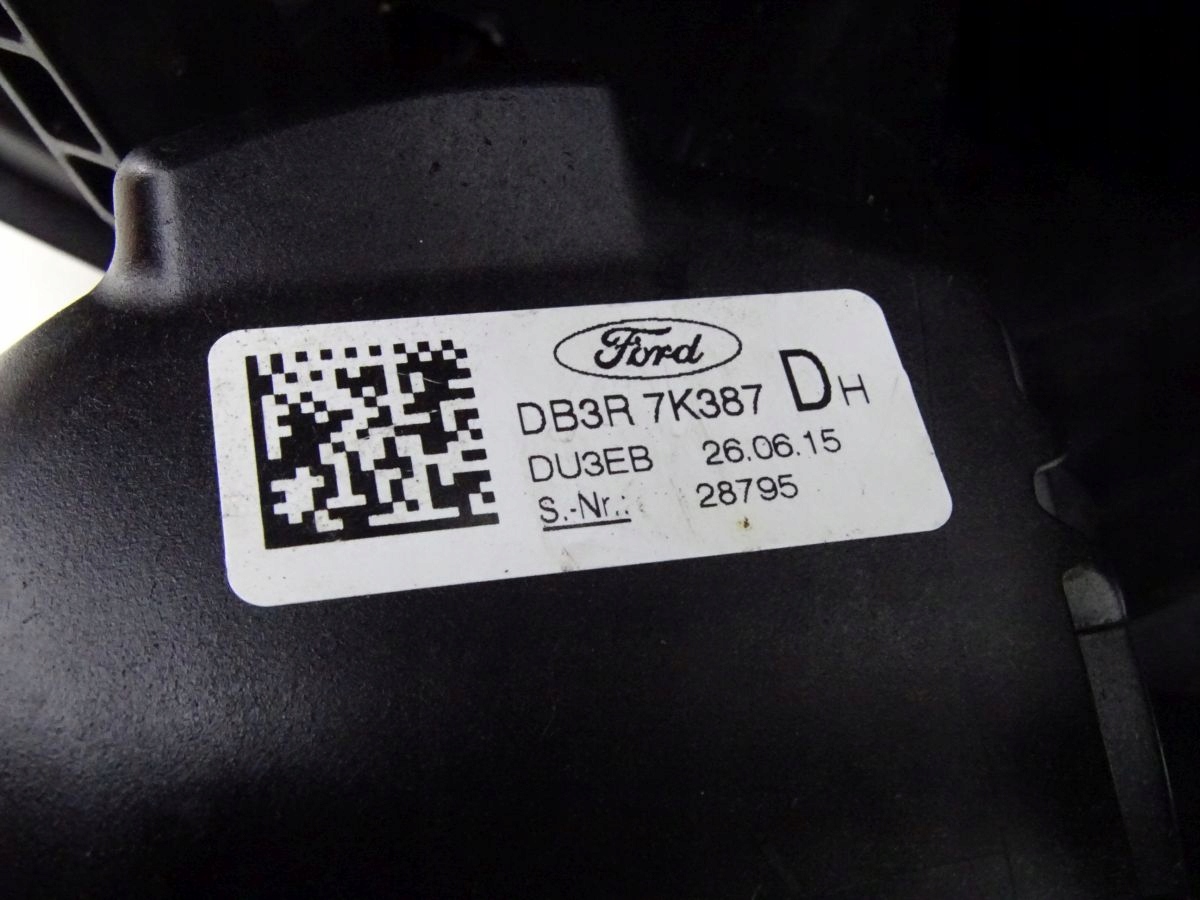 Ford
DB3R 7K387 DH
DU3EB 26.06.15
S.-Nr.: 28795